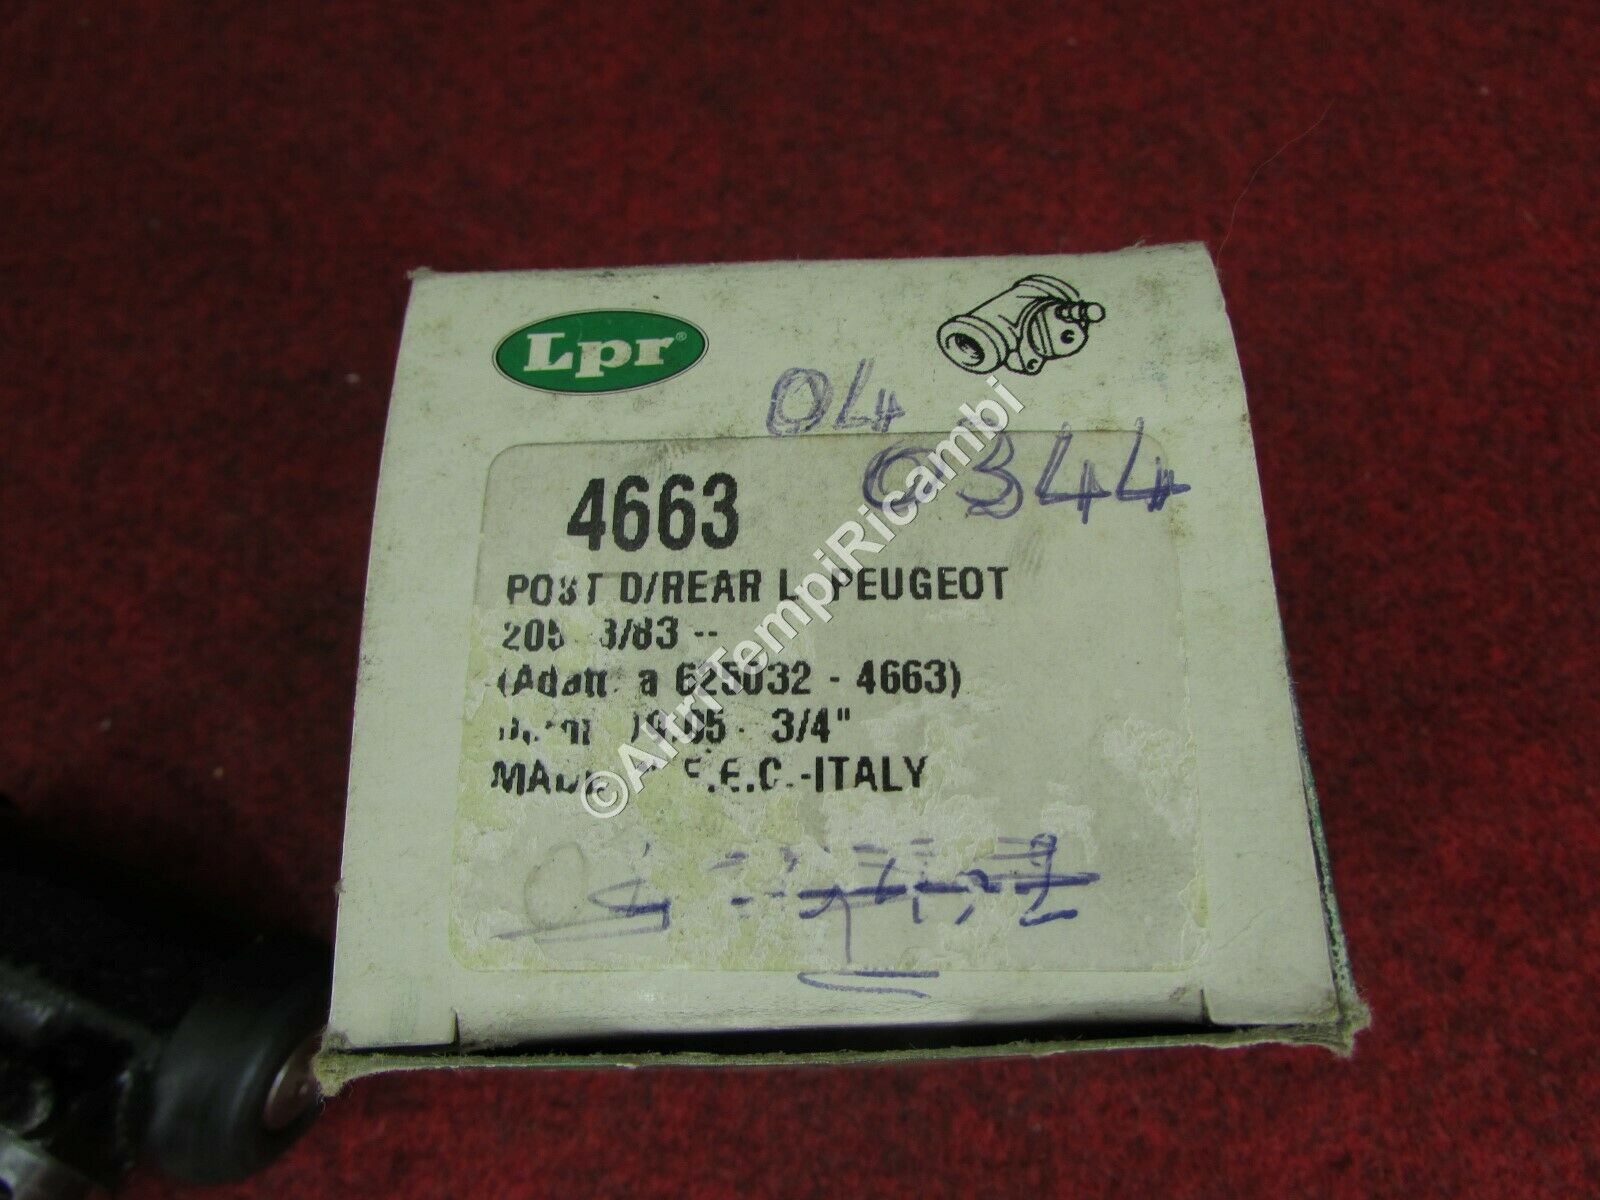 Lpr®
04
0344
4663
POST D/REAR L PEUGEOT
205 3/83 --
(Adatt. a 625032 - 4663)
19.05 - 3/4"
MADE E.E.C.-ITALY
©AltriTempiRicambi